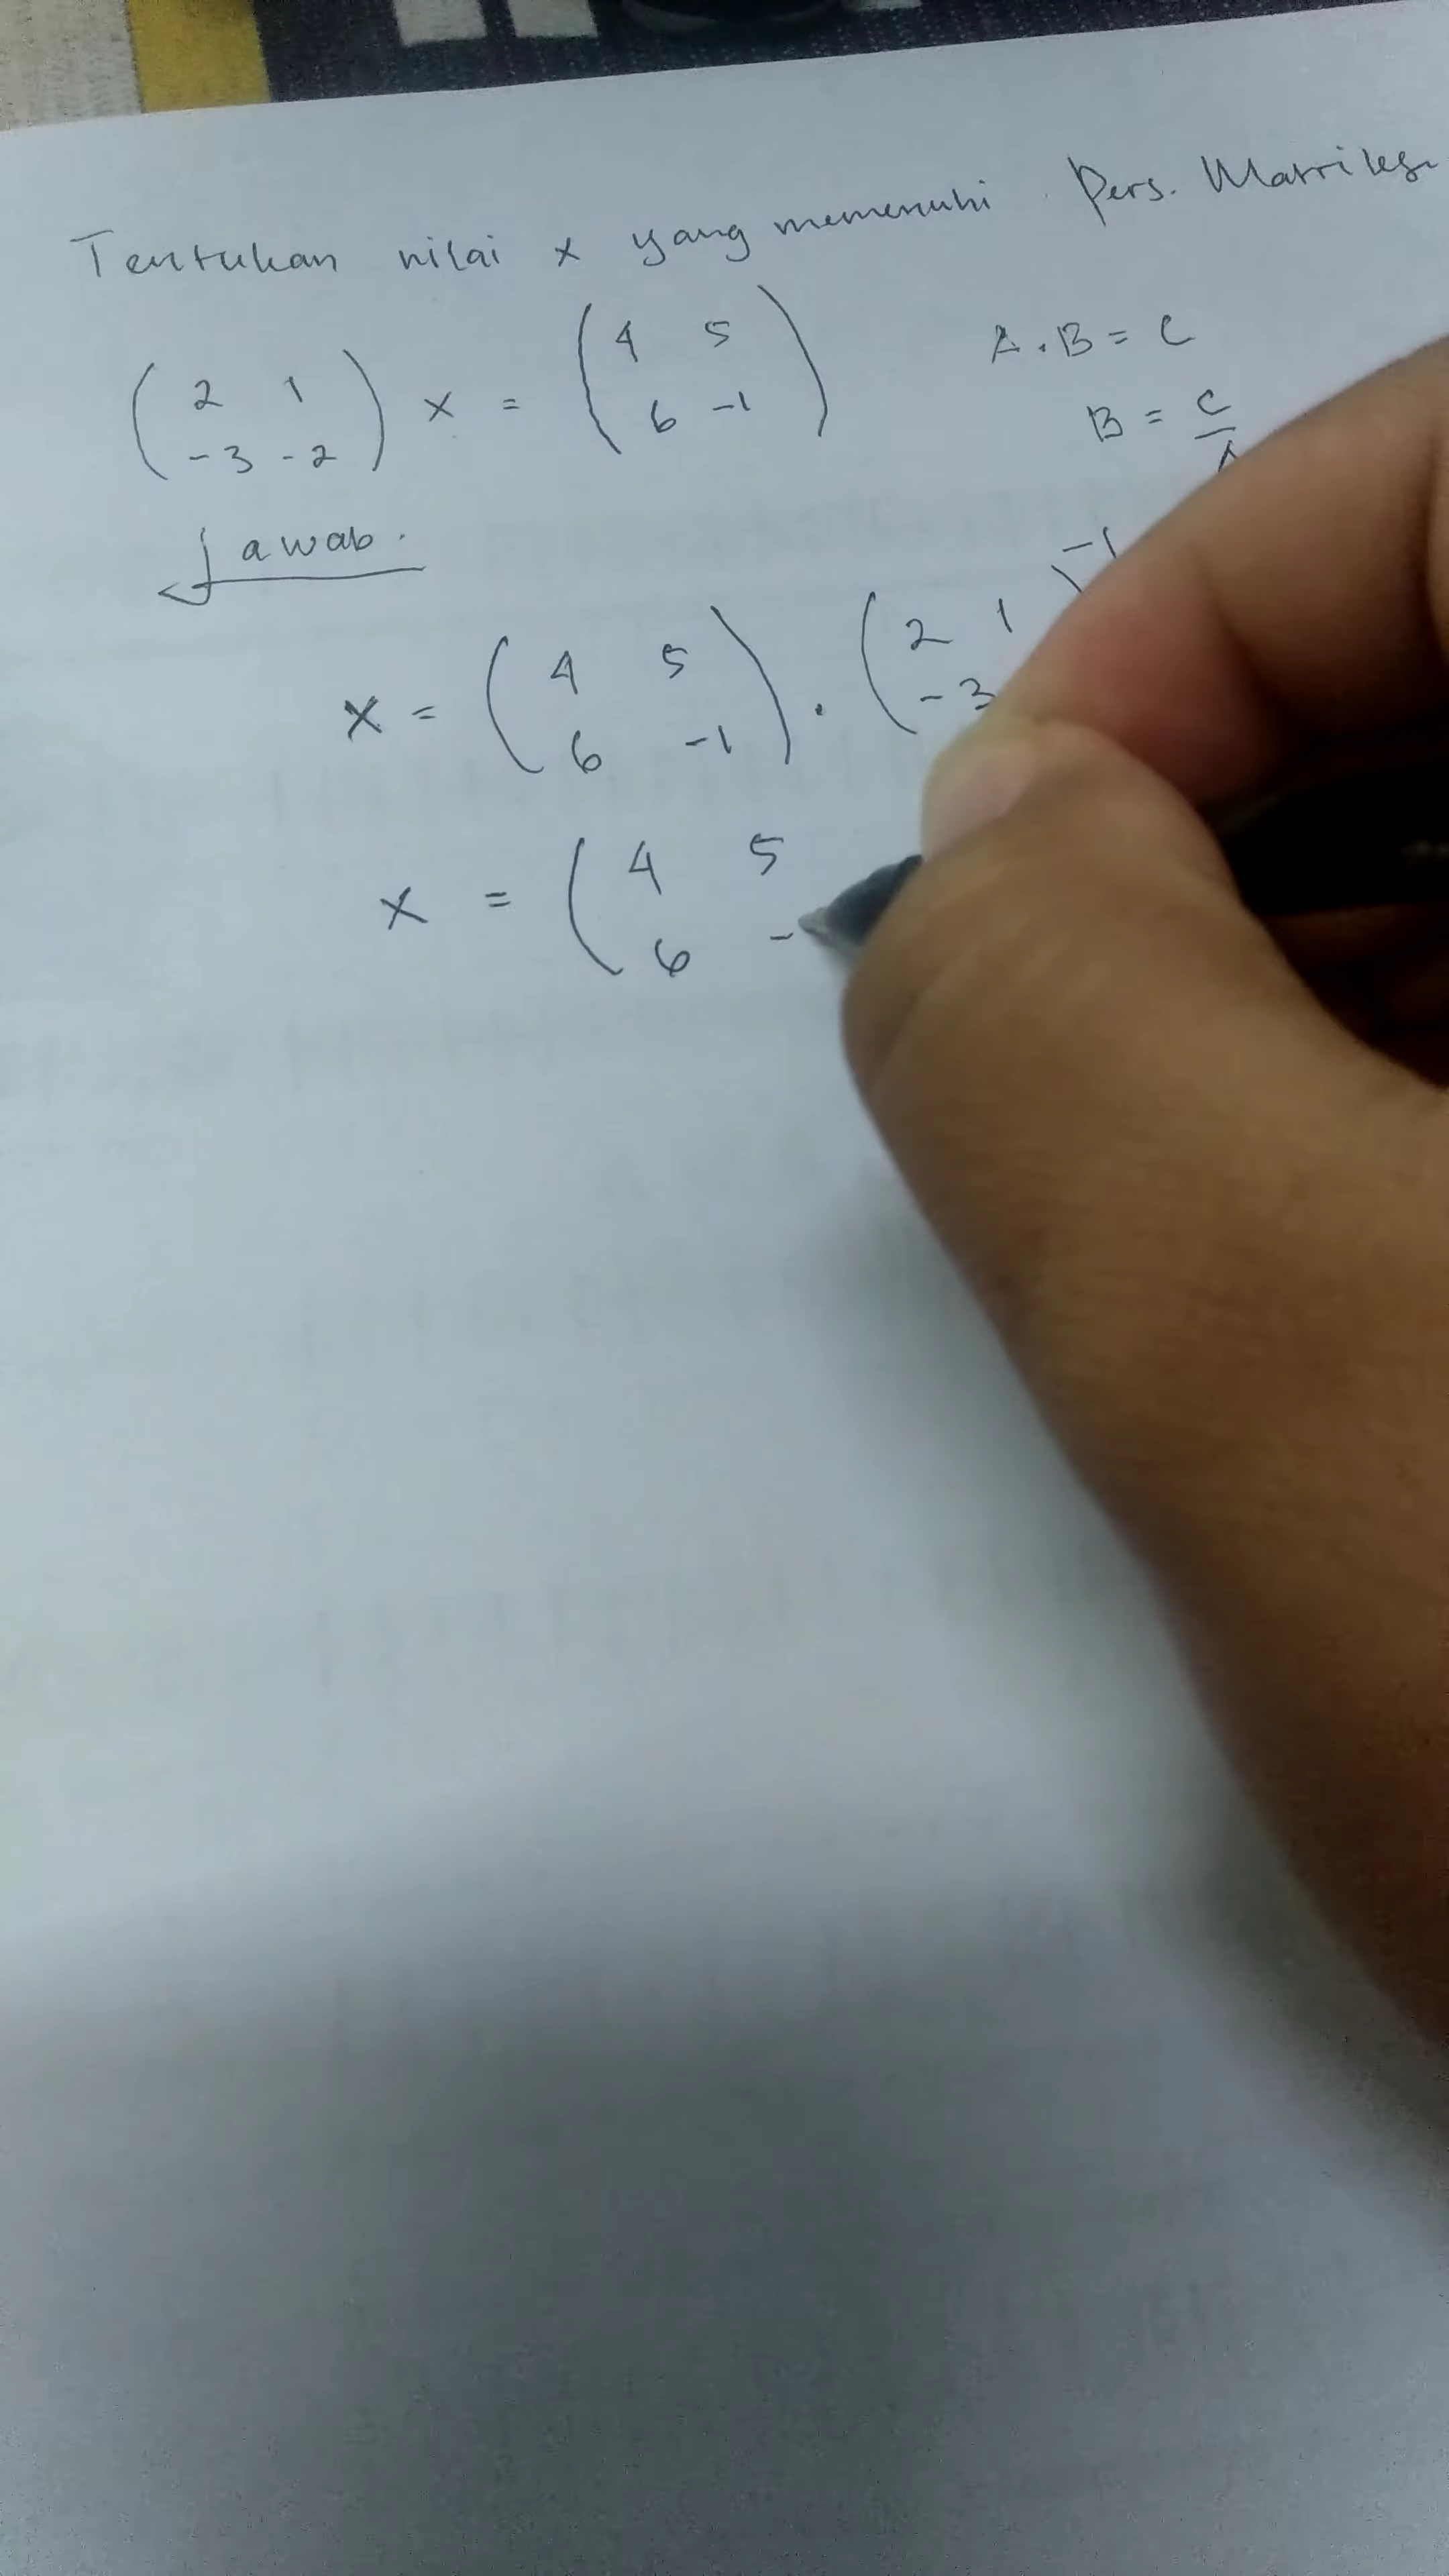 Tentukan nilai x yang memenuhi Pers. Matriks
( 2 1 ) x = ( 4 5 )
-3 -2 6 -1
A . B = C
B = C
A
Jawab.
x = ( 4 5 ) . ( 2 1 ) -1
6 -1 -3
x = ( 4 5
6 -